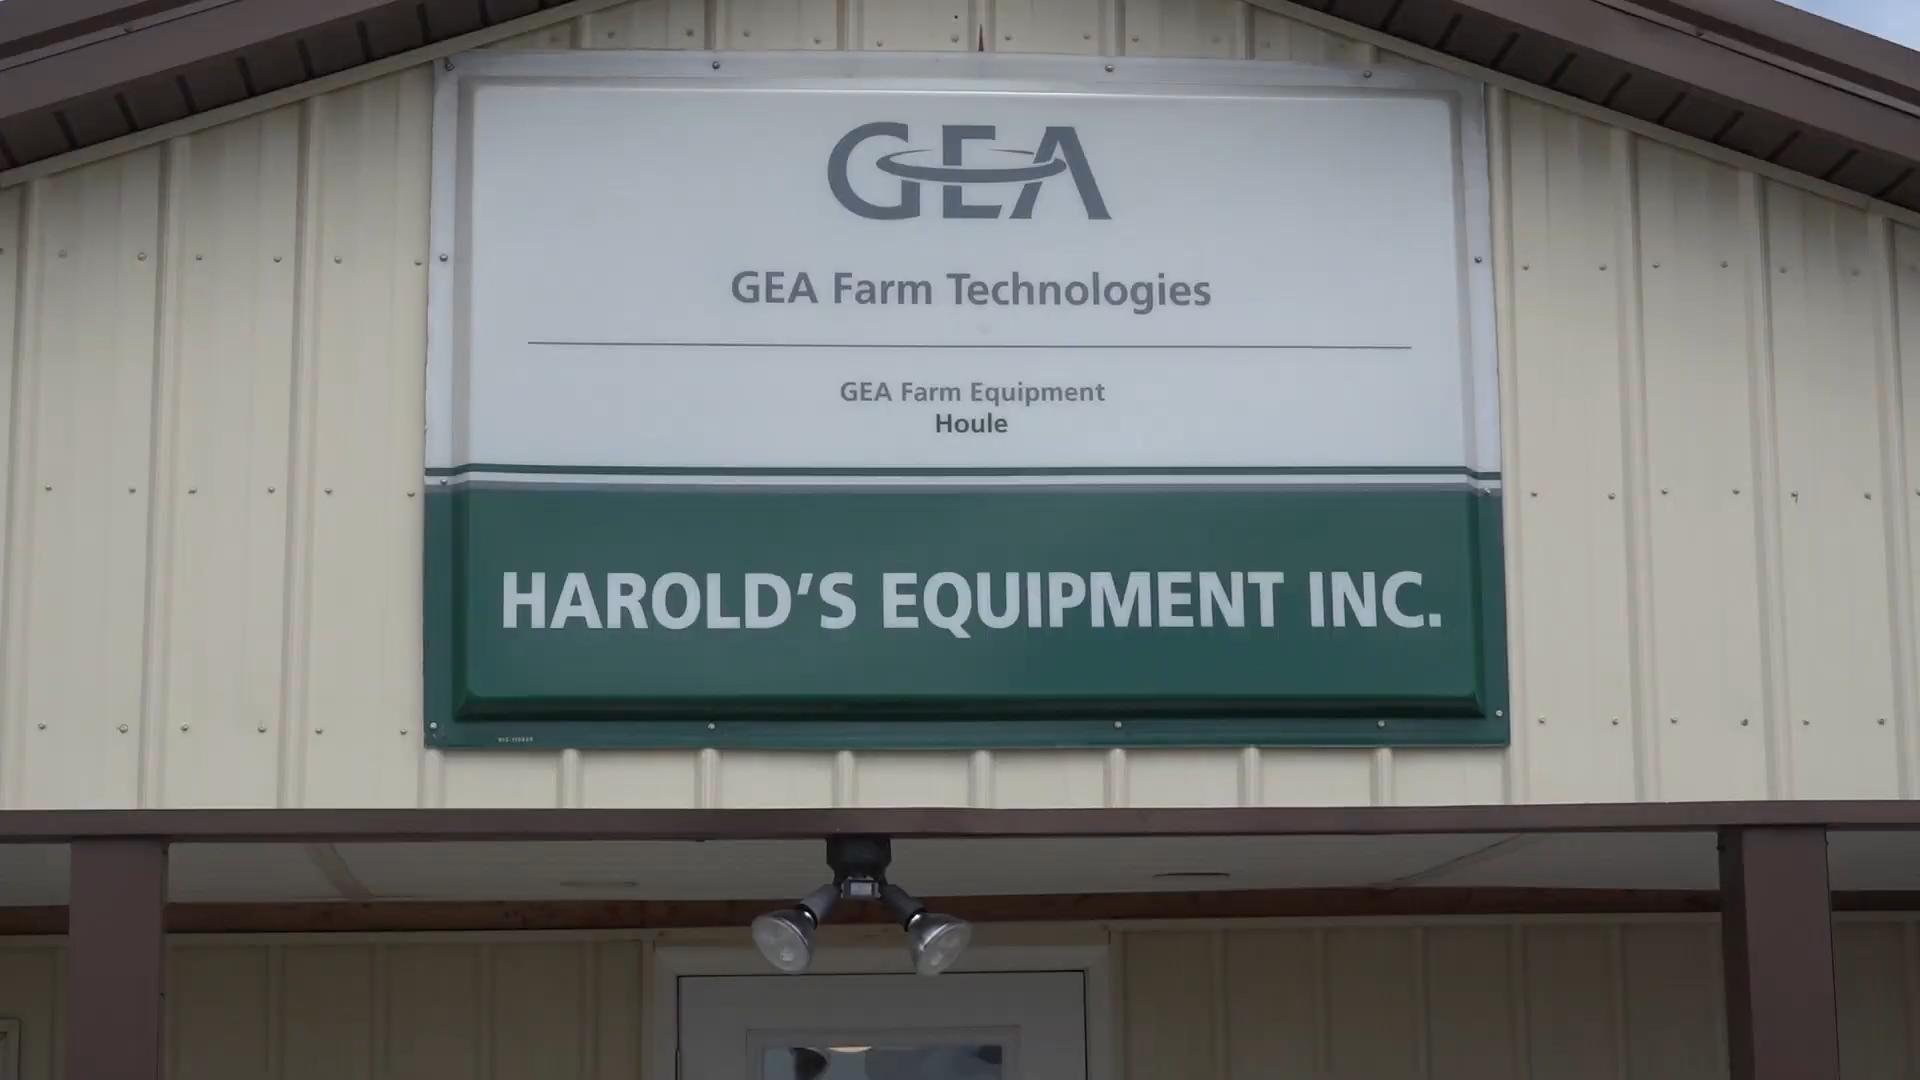 GEA
GEA Farm Technologies
GEA Farm Equipment
Houle
HAROLD'S EQUIPMENT INC.